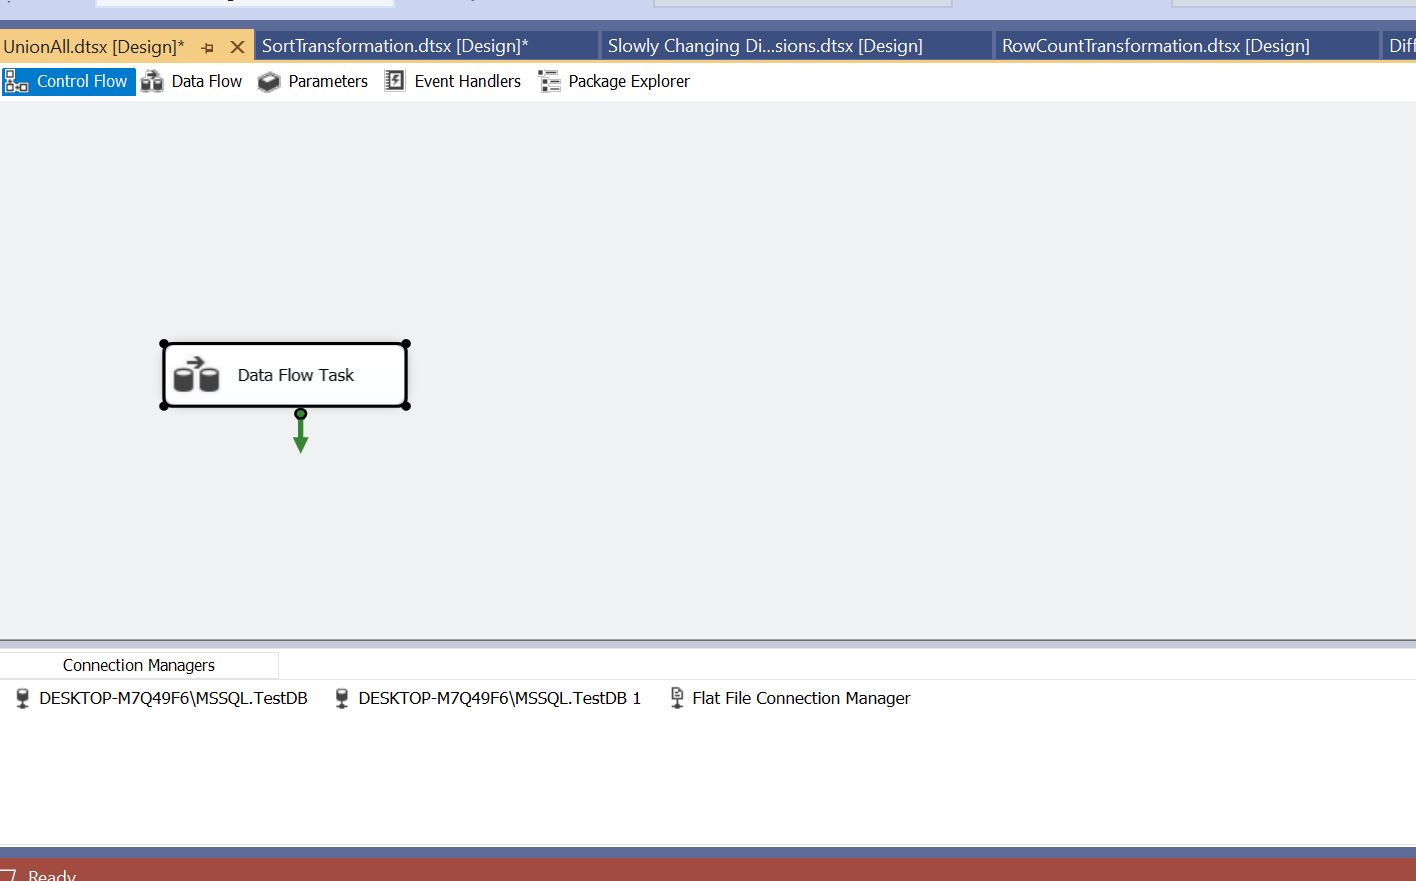 UnionAll.dtsx [Design]* SortTransformation.dtsx [Design]* Slowly Changing Di...sions.dtsx [Design] RowCountTransformation.dtsx [Design]
Control Flow Data Flow Parameters Event Handlers Package Explorer
Data Flow Task
Connection Managers
DESKTOP-M7Q49F6\MSSQL.TestDB DESKTOP-M7Q49F6\MSSQL.TestDB 1 Flat File Connection Manager
Ready